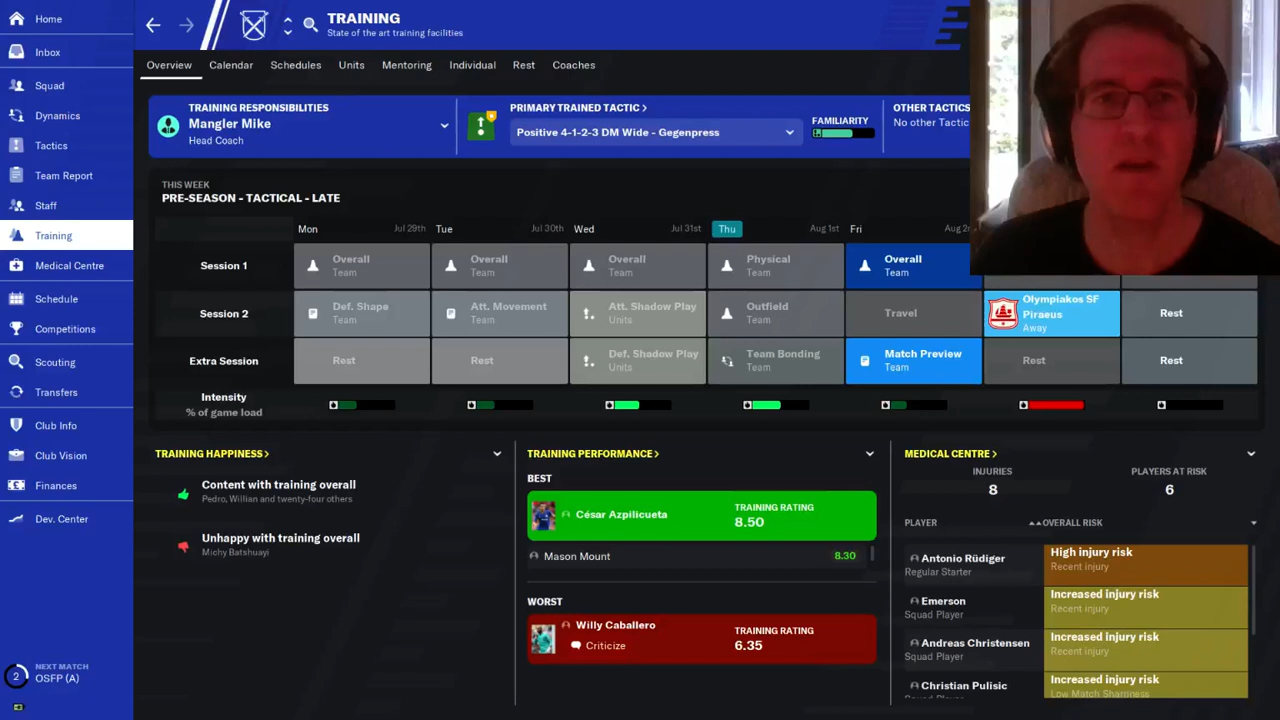 Home
Inbox
Squad
Dynamics
Tactics
Team Report
Staff
Training
Medical Centre
Schedule
Competitions
Scouting
Transfers
Club Info
Club Vision
Finances
Dev. Center
2
NEXT MATCH
OSFP (A)
TRAINING
State of the art training facilities
Overview Calendar Schedules Units Mentoring Individual Rest Coaches
TRAINING RESPONSIBILITIES
Mangler Mike
Head Coach
PRIMARY TRAINED TACTIC >
Positive 4-1-2-3 DM Wide - Gegenpress
FAMILIARITY
OTHER TACTICS
No other Tactic
THIS WEEK
PRE-SEASON - TACTICAL - LATE
Mon Jul 29th Tue Jul 30th Wed Jul 31st Thu Aug 1st Fri Aug 2n
Session 1
Overall
Team
Overall
Team
Overall
Team
Physical
Team
Overall
Team
Session 2
Def. Shape
Team
Att. Movement
Team
Att. Shadow Play
Units
Outfield
Team
Travel
Olympiakos SF
Piraeus
Away
Rest
Extra Session
Rest
Rest
Def. Shadow Play
Units
Team Bonding
Team
Match Preview
Team
Rest
Rest
Intensity
% of game load
TRAINING HAPPINESS >
Content with training overall
Pedro, Willian and twenty-four others
Unhappy with training overall
Michy Batshuayi
TRAINING PERFORMANCE >
BEST
César Azpilicueta
TRAINING RATING
8.50
Mason Mount 8.30
WORST
Willy Caballero
Criticize
TRAINING RATING
6.35
MEDICAL CENTRE >
INJURIES
8
PLAYERS AT RISK
6
PLAYER OVERALL RISK
Antonio Rüdiger
Regular Starter
High injury risk
Recent injury
Emerson
Squad Player
Increased injury risk
Recent injury
Andreas Christensen
Squad Player
Increased injury risk
Recent injury
Christian Pulisic
Squad Player
Increased injury risk
Low Match Sharpness